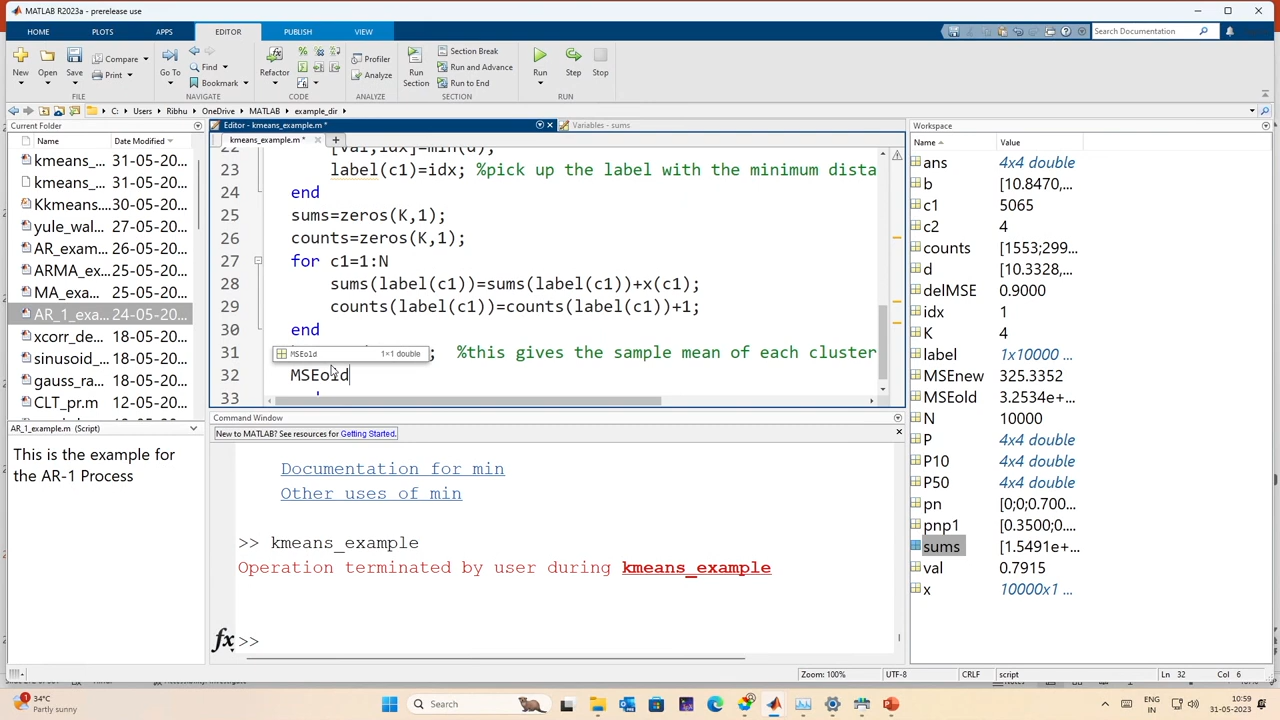 MATLAB R2023a - prerelease use
HOME PLOTS APPS EDITOR PUBLISH VIEW
Search Documentation
New Open Save Compare Print Go To Find Bookmark Refactor Profiler Analyze Run Section Section Break Run and Advance Run to End Run Step Stop
FILE NAVIGATE CODE ANALYZE SECTION RUN
C: Users Ribhu OneDrive MATLAB example_dir
Current Folder
Name Date Modified
kmeans_... 31-05-20...
kmeans_... 31-05-20...
Kkmeans... 31-05-20...
yule_wal... 27-05-20...
AR_exam... 26-05-20...
ARMA_ex... 25-05-20...
MA_exa... 25-05-20...
AR_1_exa... 24-05-20...
xcorr_de... 18-05-20...
sinusoid_... 18-05-20...
gauss_ra... 18-05-20...
CLT_pr.m 12-05-20...
AR_1_example.m (Script)
This is the example for
the AR-1 Process
Editor - kmeans_example.m *
Variables - sums
kmeans_example.m *
22 [val,idx]=min(d);
23 label(c1)=idx; %pick up the label with the minimum dista
24 end
25 sums=zeros(K,1);
26 counts=zeros(K,1);
27 for c1=1:N
28 sums(label(c1))=sums(label(c1))+x(c1);
29 counts(label(c1))=counts(label(c1))+1;
30 end
MSEold 1×1 double
31 ; %this gives the sample mean of each cluster
32 MSEold
33
Command Window
New to MATLAB? See resources for Getting Started.
Documentation for min
Other uses of min
>> kmeans_example
Operation terminated by user during kmeans_example
fx >>
Workspace
Name Value
ans 4x4 double
b [10.8470,...
c1 5065
c2 4
counts [1553;299...
d [10.3328,...
delMSE 0.9000
idx 1
K 4
label 1x10000 ...
MSEnew 325.3352
MSEold 3.2534e+...
N 10000
P 4x4 double
P10 4x4 double
P50 4x4 double
pn [0;0;0.700...
pnp1 [0.3500;0....
sums [1.5491e+...
val 0.7915
x 10000x1 ...
Zoom: 100% UTF-8 CRLF script Ln 32 Col 6
34°C
Partly sunny
Search
ENG
IN
10:59
31-05-2023